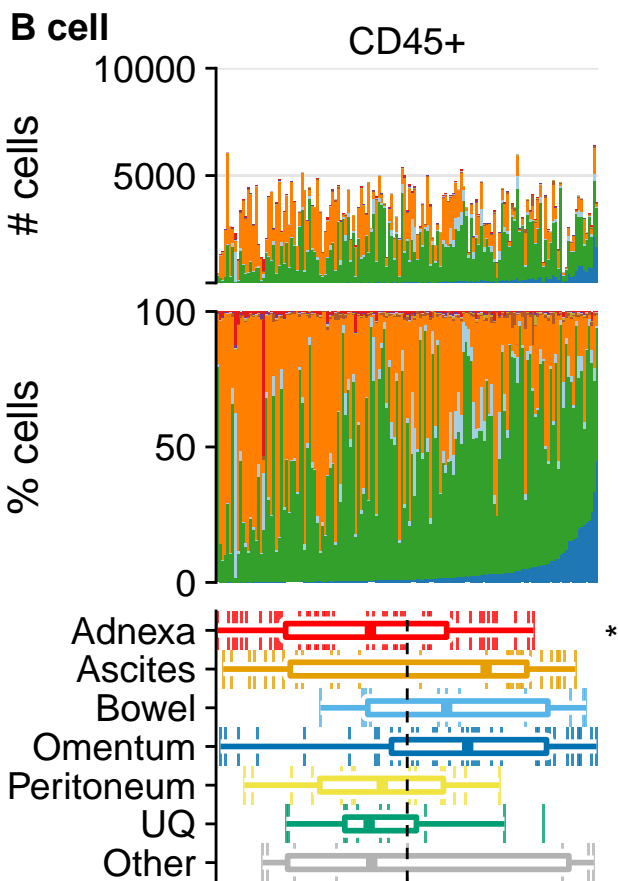 B cell
CD45+
10000
5000
# cells
100
50
0
% cells
Adnexa
*
Ascites
Bowel
Omentum
Peritoneum
UQ
Other